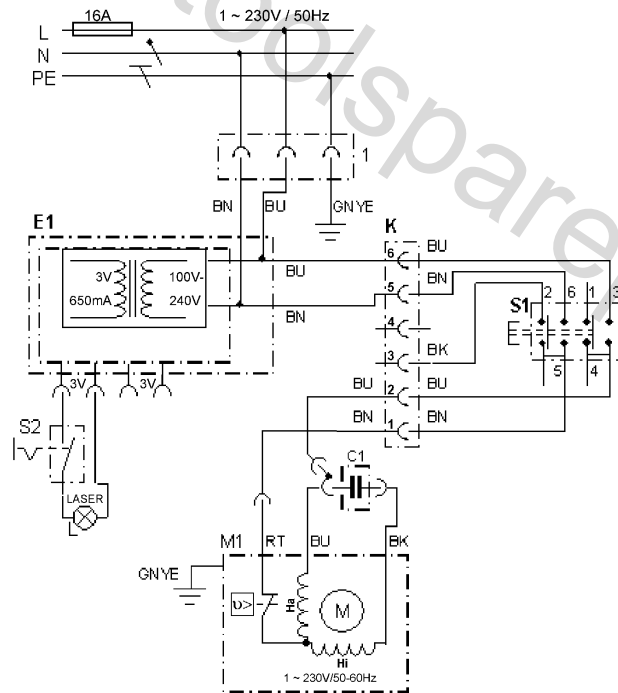 toolspare
16A
1 ~ 230V / 50Hz
L
N
PE
1
BN
BU
GNYE
E1
K
3V
650mA
100V-
240V
BU
BN
6
BU
5
BN
4
3
BK
2
BU
1
BN
BU
BN
2
6
1
3
S1
5
4
3V
3V
S2
LASER
L
C1
M1
RT
BU
BK
GNYE
υ>
Ha
M
Hi
1 ~ 230V/50-60Hz